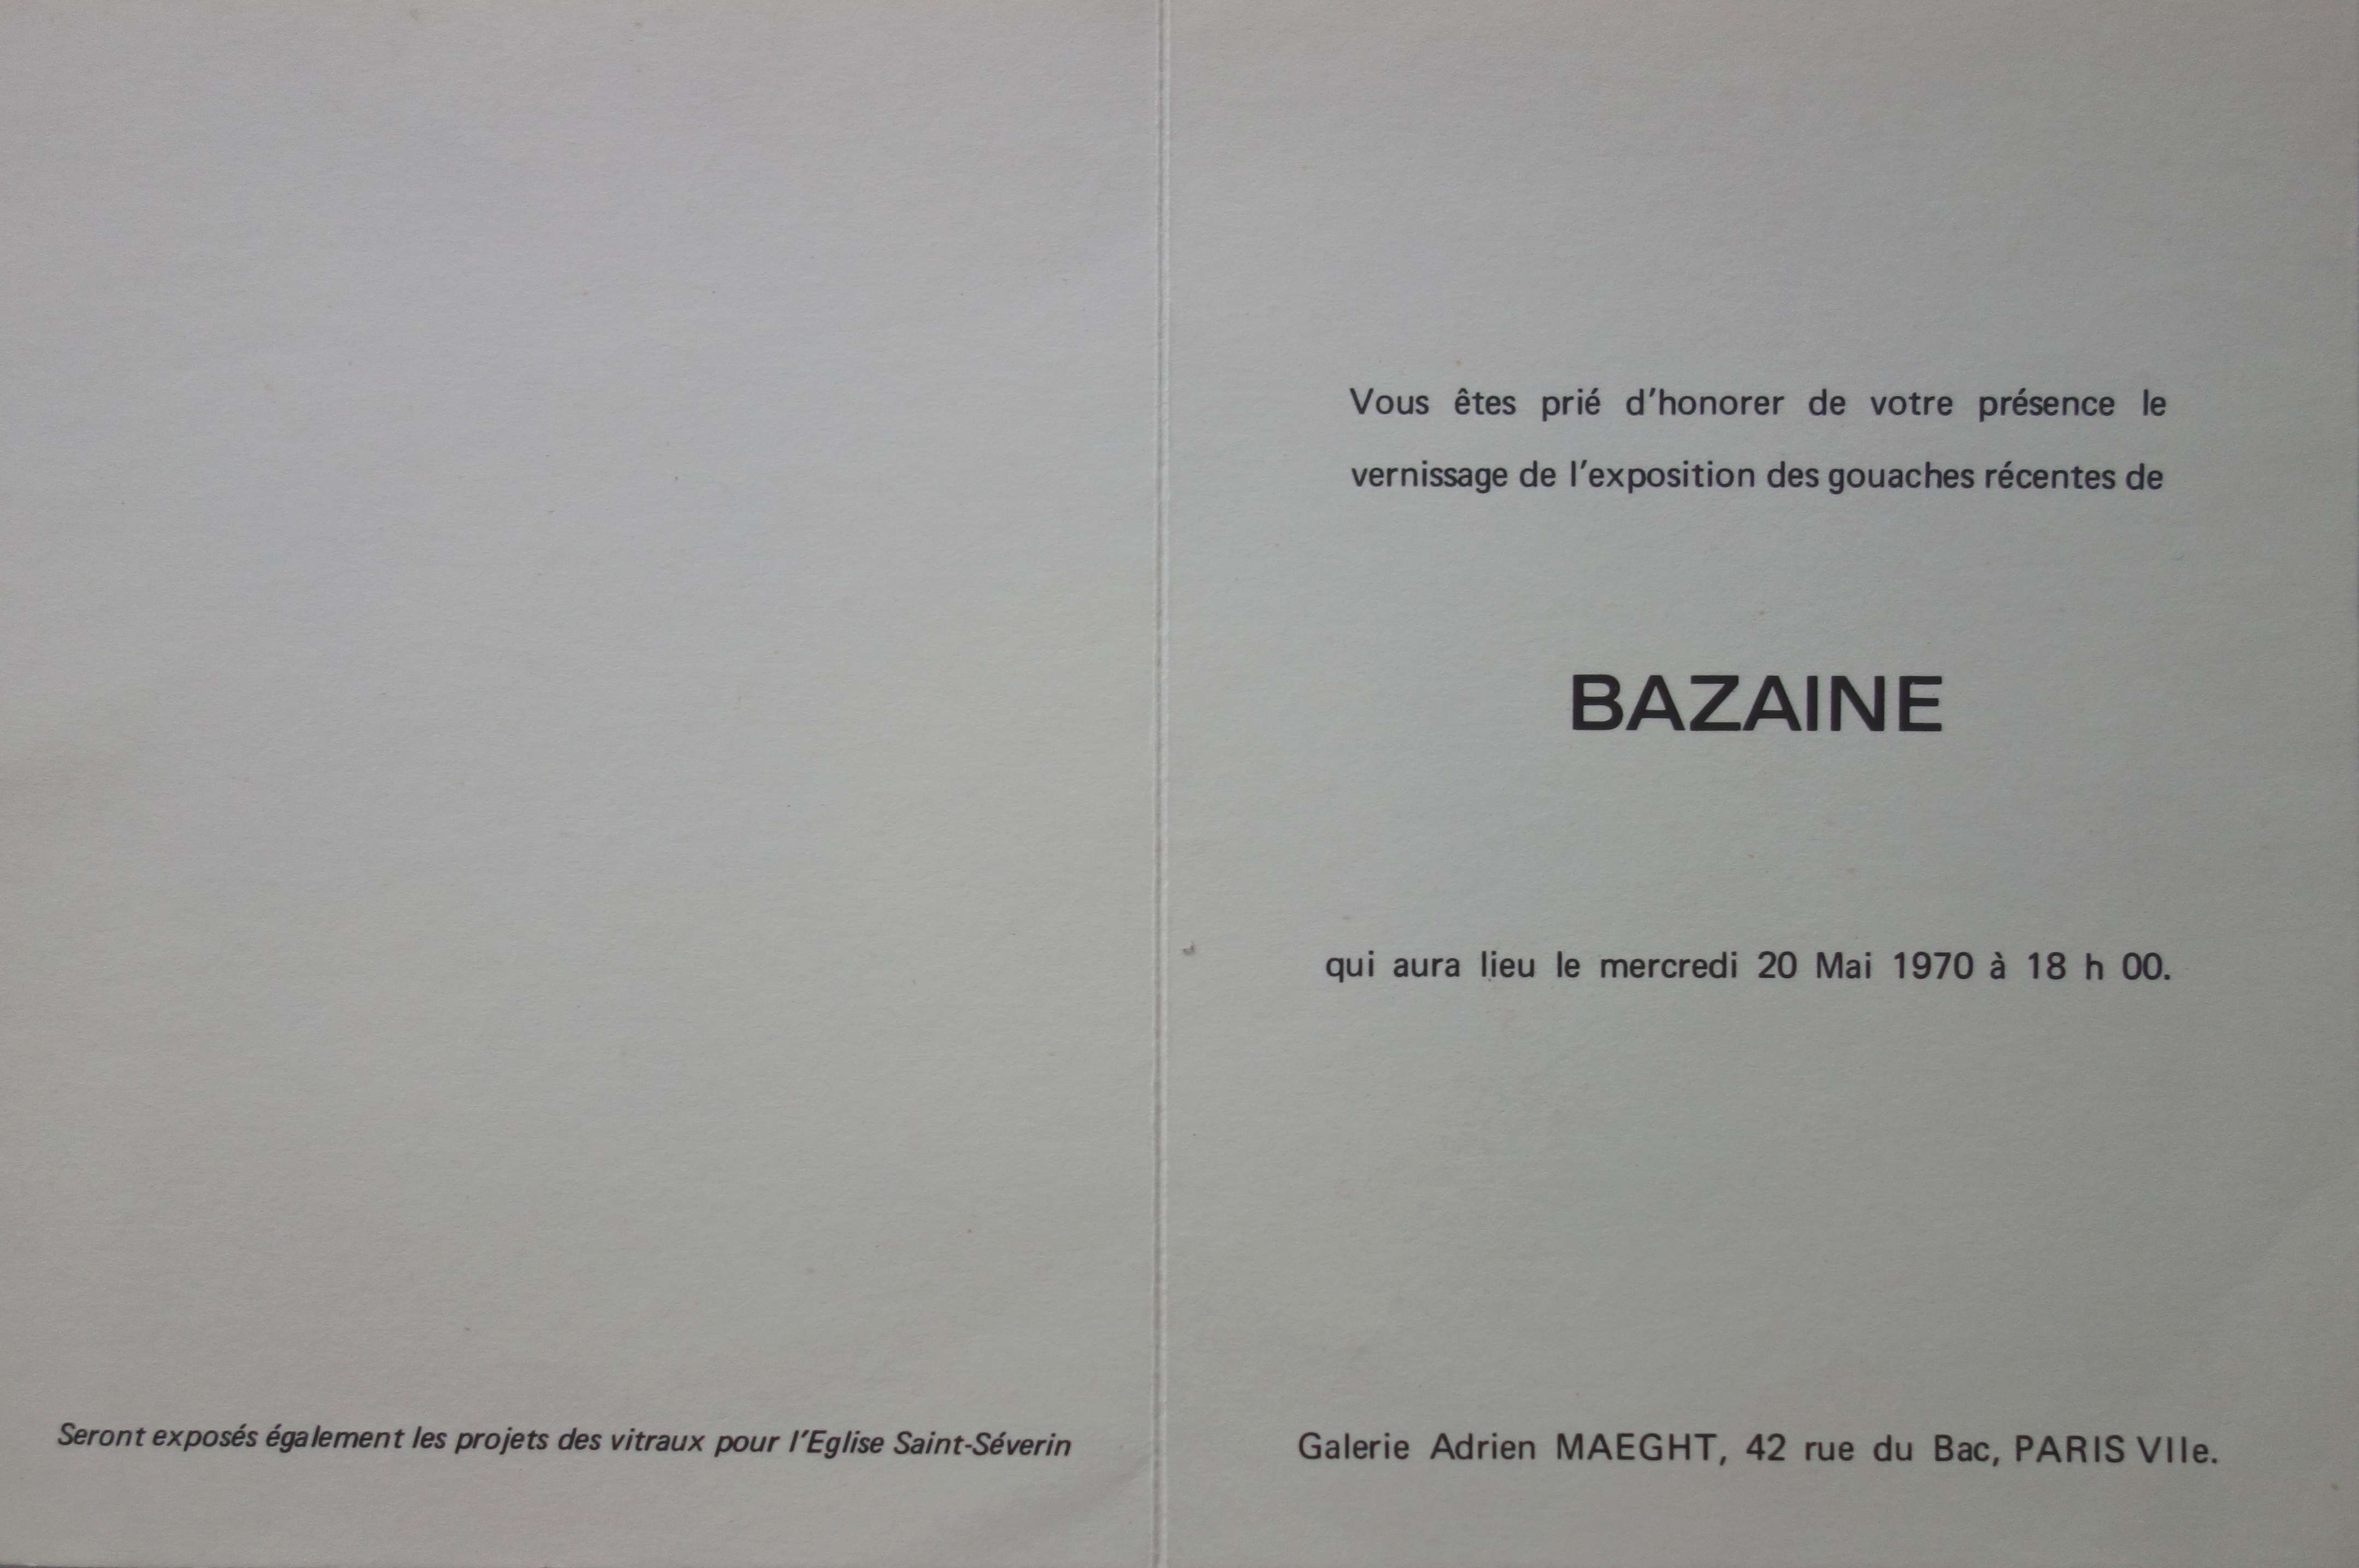 Seront exposés également les projets des vitraux pour l'Eglise Saint-Séverin
Vous êtes prié d'honorer de votre présence le
vernissage de l'exposition des gouaches récentes de
BAZAINE
qui aura lieu le mercredi 20 Mai 1970 à 18 h 00.
Galerie Adrien MAEGHT, 42 rue du Bac, PARIS VIIe.